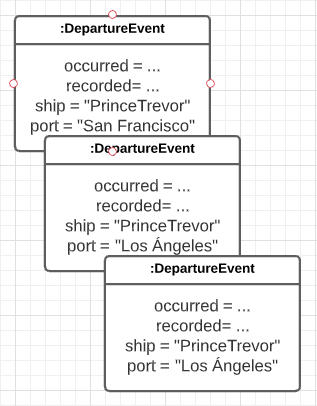 :DepartureEvent
occurred = ...
recorded= ...
ship = "PrinceTrevor"
port = "San Francisco"
:DepartureEvent
occurred = ...
recorded= ...
ship = "PrinceTrevor"
port = "Los Ángeles"
:DepartureEvent
occurred = ...
recorded= ...
ship = "PrinceTrevor"
port = "Los Ángeles"